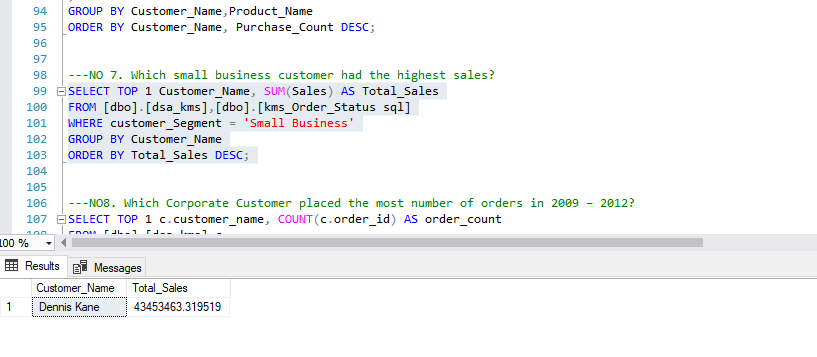 94 GROUP BY Customer_Name,Product_Name
95 ORDER BY Customer_Name, Purchase_Count DESC;
96
97
98 ---NO 7. Which small business customer had the highest sales?
99 SELECT TOP 1 Customer_Name, SUM(Sales) AS Total_Sales
100 FROM [dbo].[dsa_kms],[dbo].[kms_Order_Status sql]
101 WHERE customer_Segment = 'Small Business'
102 GROUP BY Customer_Name
103 ORDER BY Total_Sales DESC;
104
105
106 ---NO8. Which Corporate Customer placed the most number of orders in 2009 – 2012?
107 SELECT TOP 1 c.customer_name, COUNT(c.order_id) AS order_count
108 FROM [dbo].[dsa_kms] c
100 %
Results Messages
Customer_Name Total_Sales
1 Dennis Kane 43453463.319519